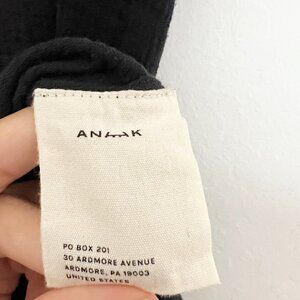 ANAAK
PO BOX 201
30 ARDMORE AVENUE
ARDMORE, PA 19003
UNITED STATES